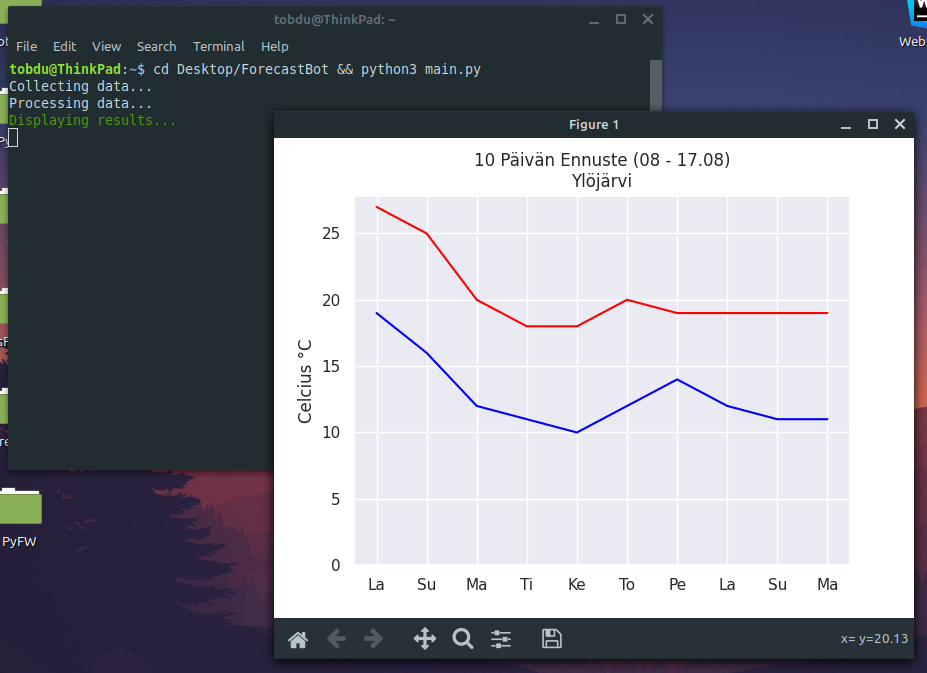 tobdu@ThinkPad: ~
File Edit View Search Terminal Help
tobdu@ThinkPad:~$ cd Desktop/ForecastBot && python3 main.py
Collecting data...
Processing data...
Displaying results...
Figure 1
10 Päivän Ennuste (08 - 17.08)
Ylöjärvi
Celcius °C
25
20
15
10
5
0
La Su Ma Ti Ke To Pe La Su Ma
x= y=20.13
PyFW
Web